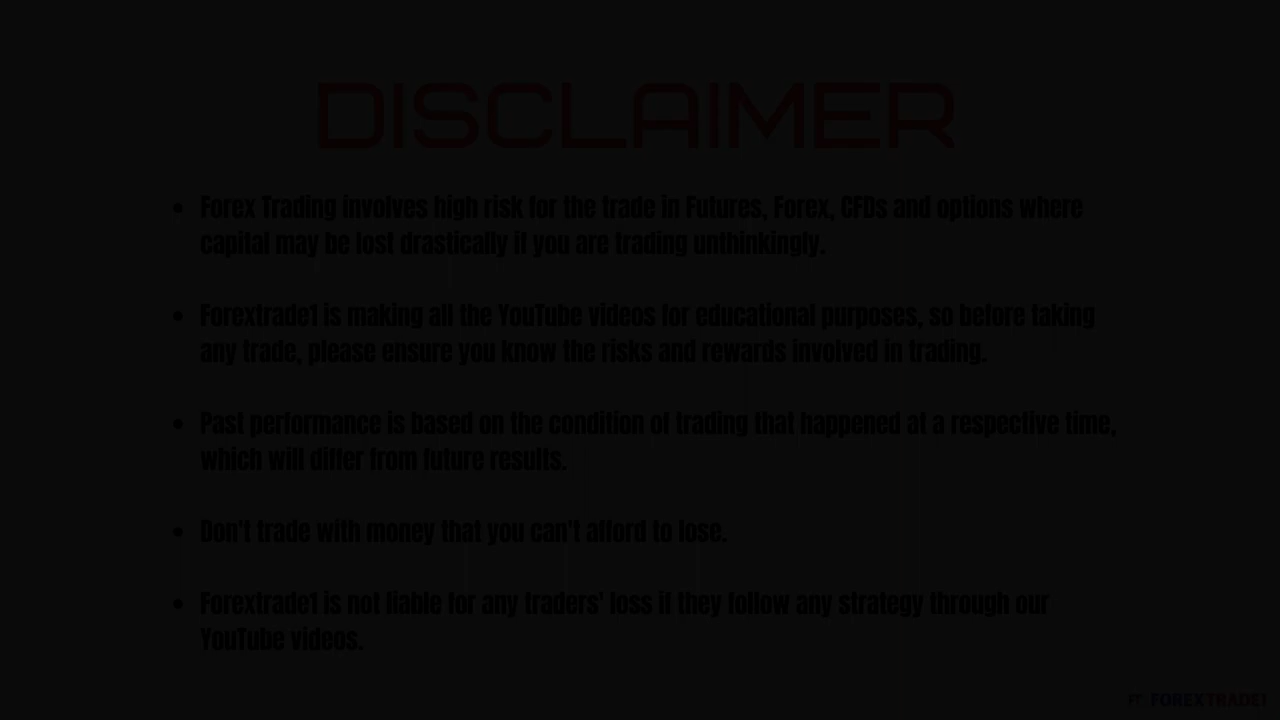 DISCLAIMER
• Forex Trading involves high risk for the trade in Futures, Forex, CFDs and options where
capital may be lost drastically if you are trading unthinkingly.
• Forextrade1 is making all the YouTube videos for educational purposes, so before taking
any trade, please ensure you know the risks and rewards involved in trading.
• Past performance is based on the condition of trading that happened at a respective time,
which will differ from future results.
• Don't trade with money that you can't afford to lose.
• Forextrade1 is not liable for any traders' loss if they follow any strategy through our
YouTube videos.
FOREXTRADE1